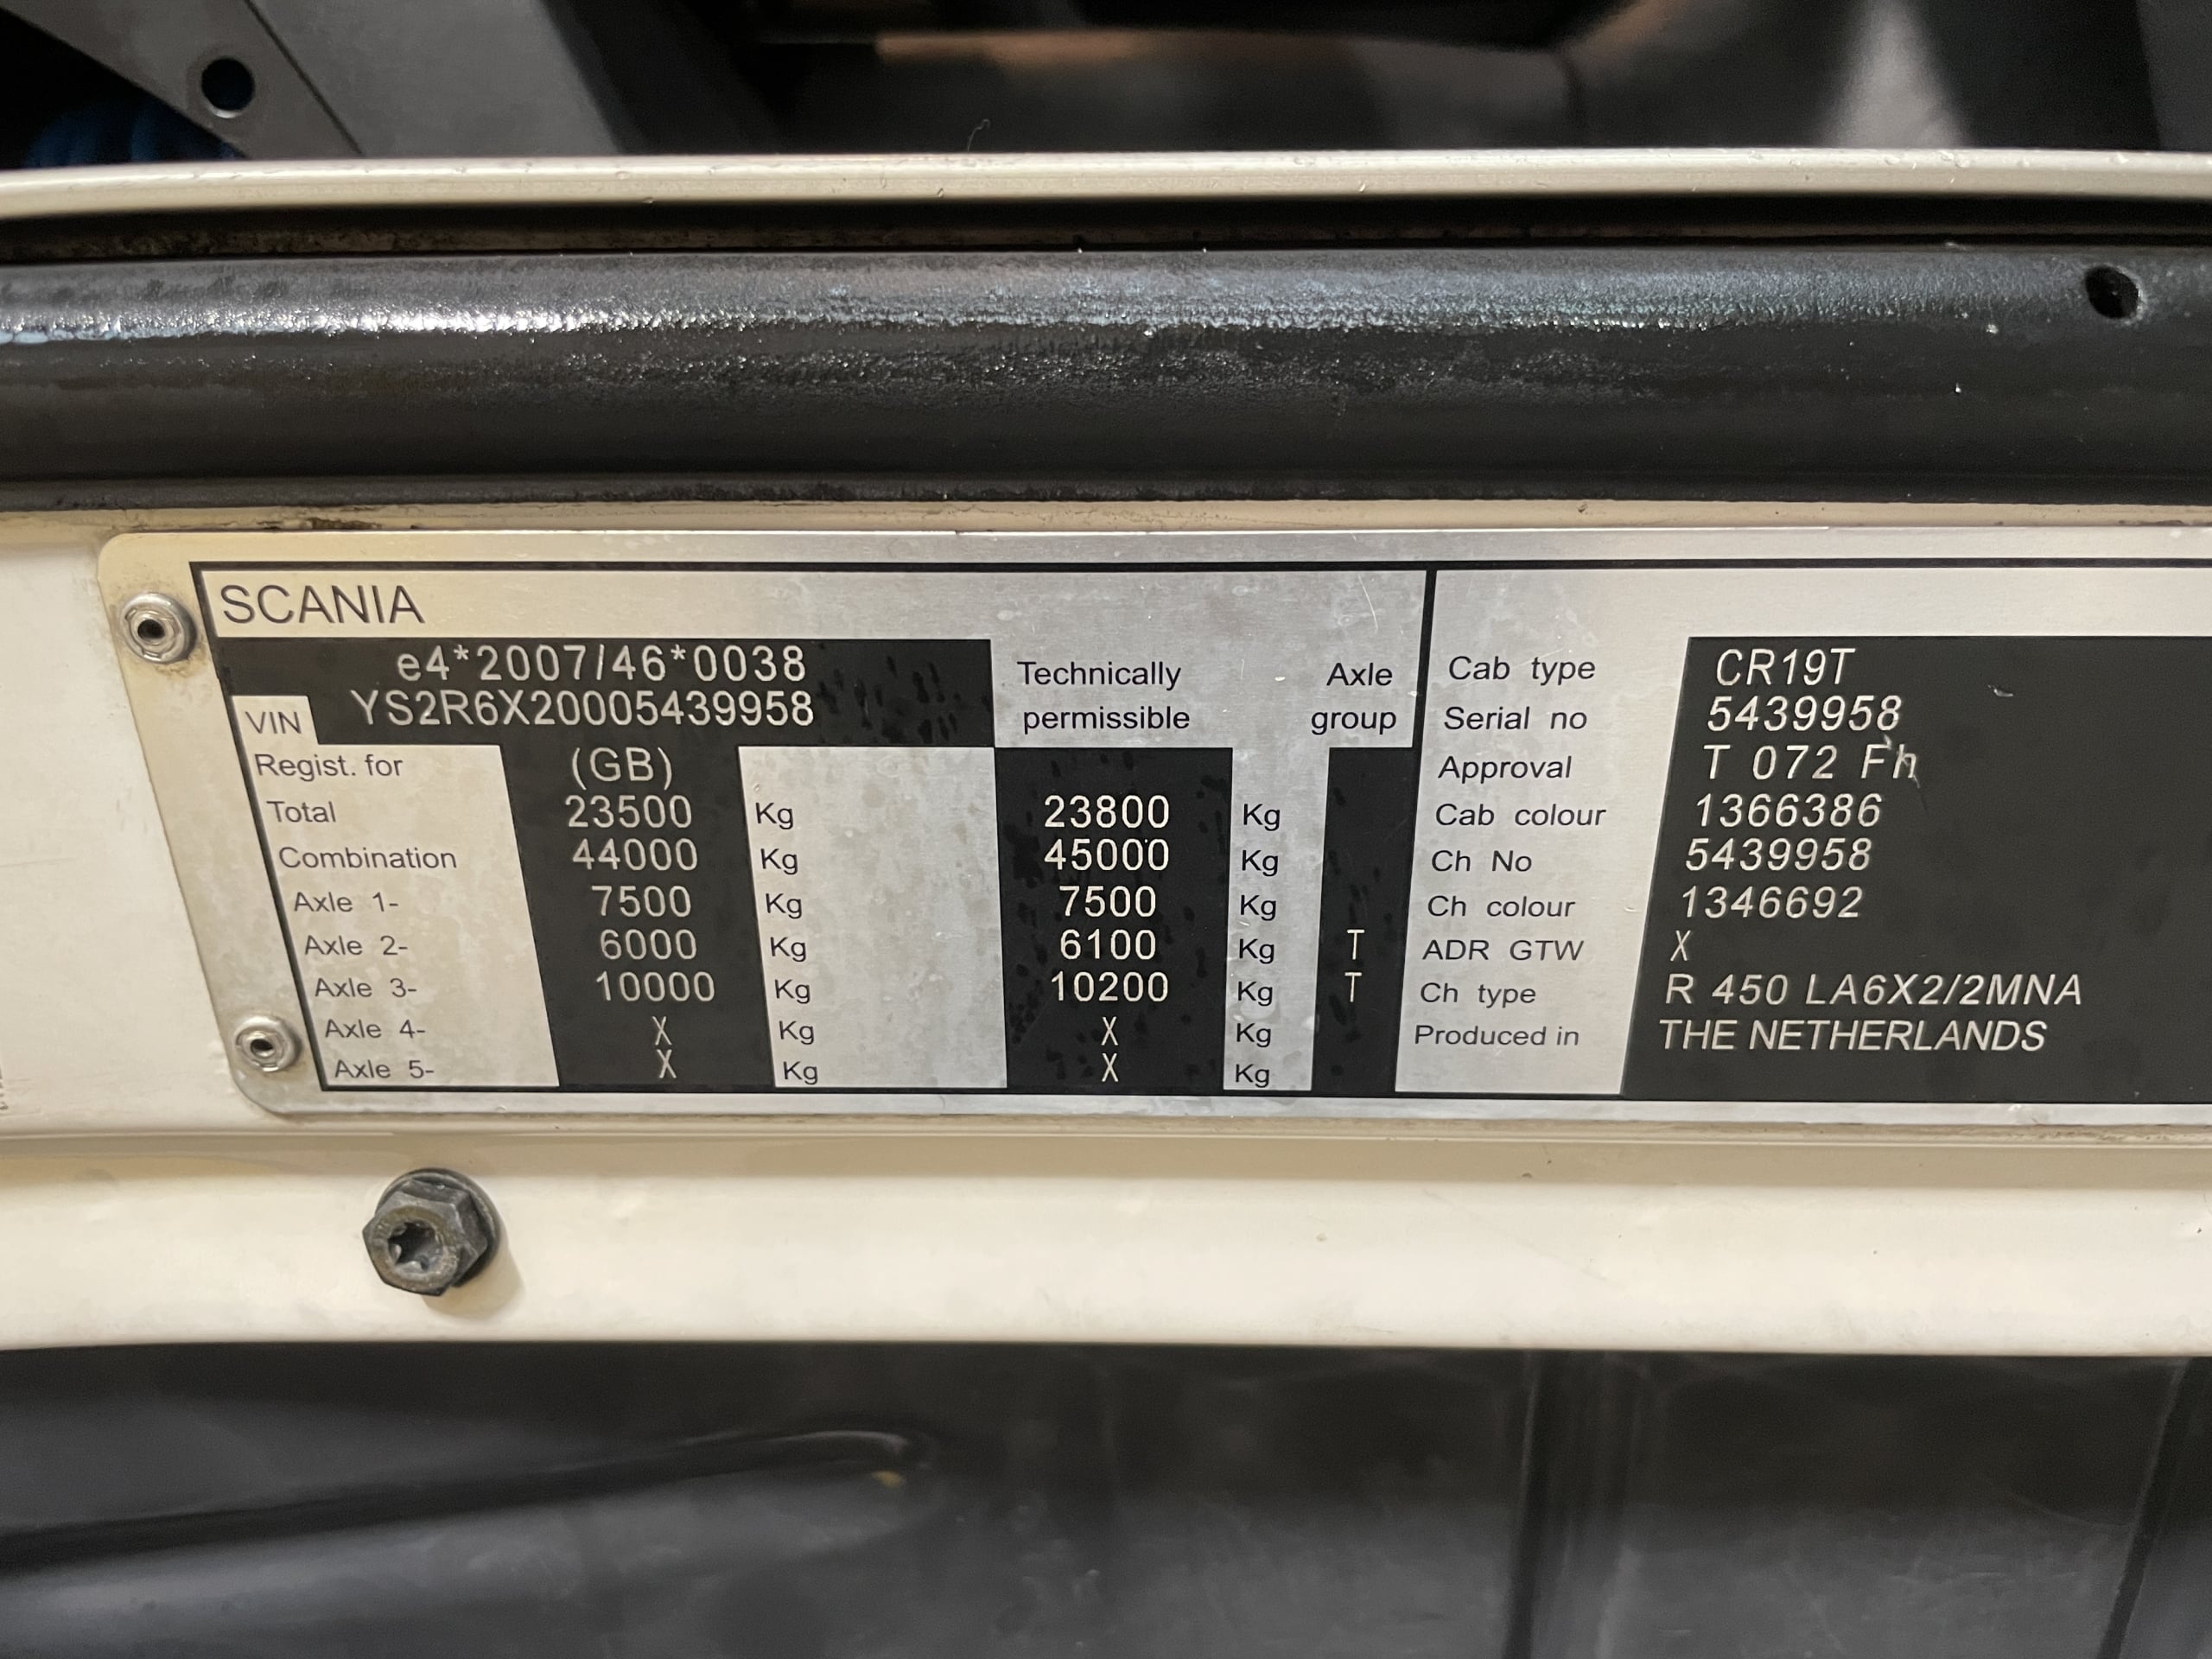 SCANIA
e4*2007/46*0038
VIN YS2R6X20005439958
Technically permissible
Axle group
Regist. for (GB)
Total 23500 Kg 23800 Kg
Combination 44000 Kg 45000 Kg
Axle 1- 7500 Kg 7500 Kg
Axle 2- 6000 Kg 6100 Kg T
Axle 3- 10000 Kg 10200 Kg T
Axle 4- X Kg X Kg
Axle 5- X Kg X Kg
Cab type CR19T
Serial no 5439958
Approval T 072 Fh
Cab colour 1366386
Ch No 5439958
Ch colour 1346692
ADR GTW X
Ch type R 450 LA6X2/2MNA
Produced in THE NETHERLANDS